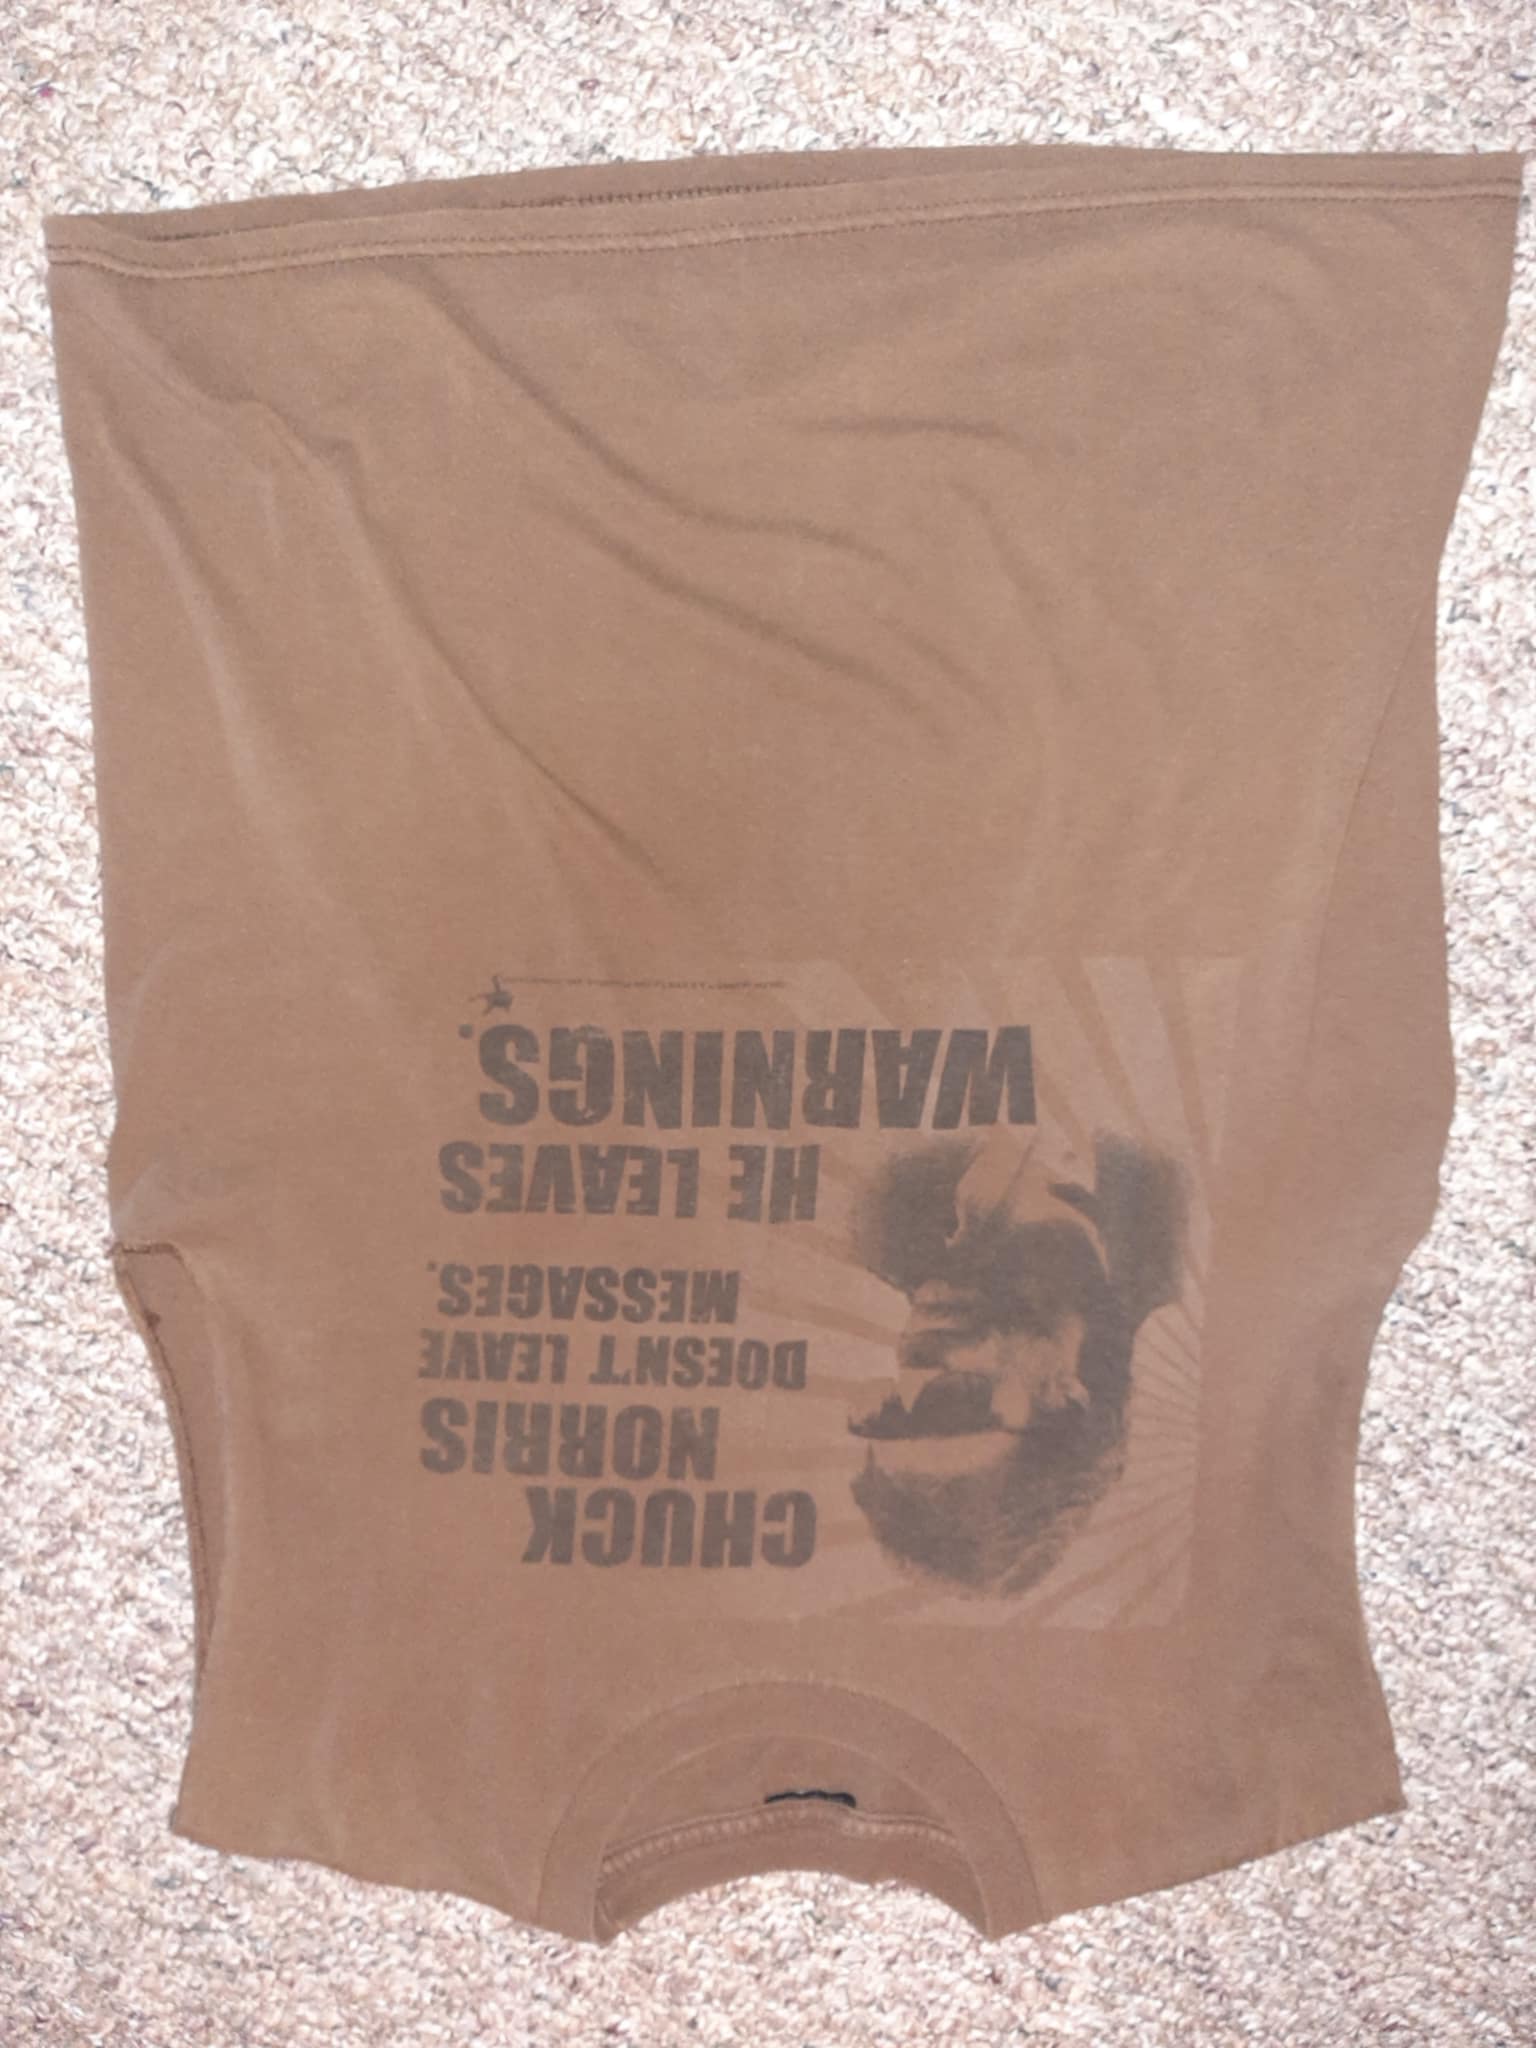 CHUCK
NORRIS
DOESN'T LEAVE
MESSAGES.
HE LEAVES
WARNINGS.